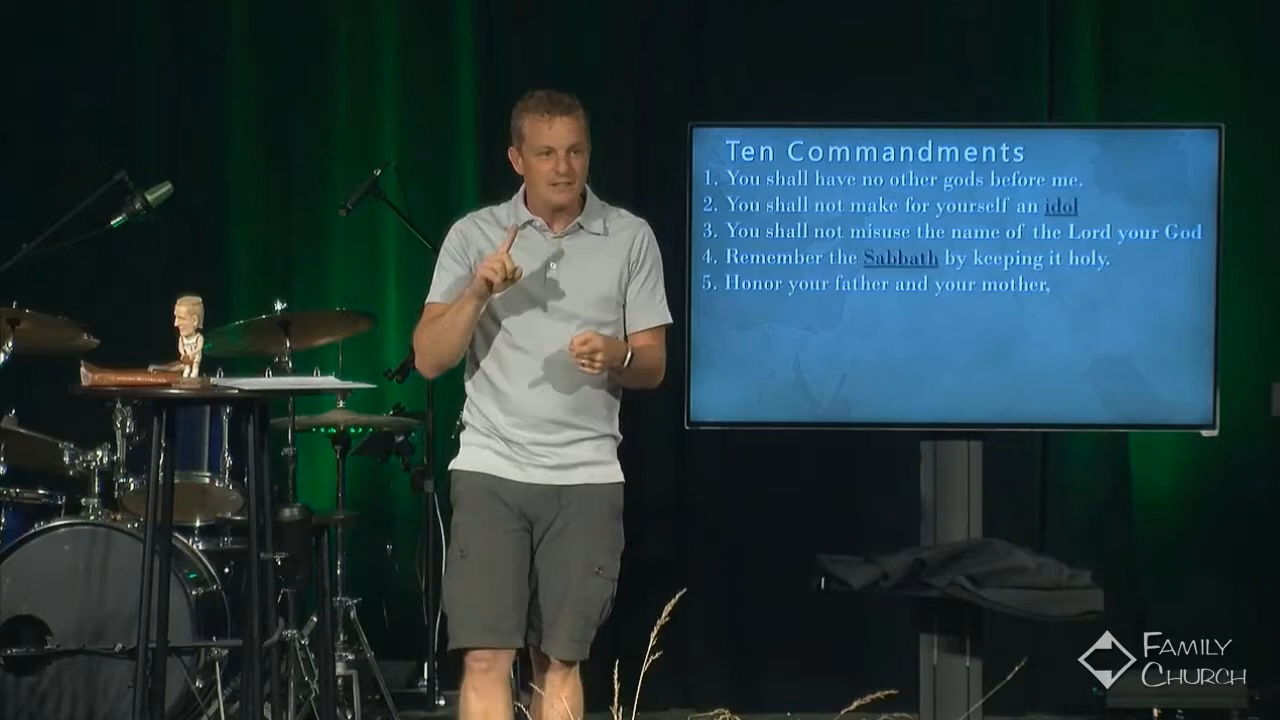 Ten Commandments
1. You shall have no other gods before me.
2. You shall not make for yourself an idol
3. You shall not misuse the name of the Lord your God
4. Remember the Sabbath by keeping it holy.
5. Honor your father and your mother,
FAMILY
CHURCH